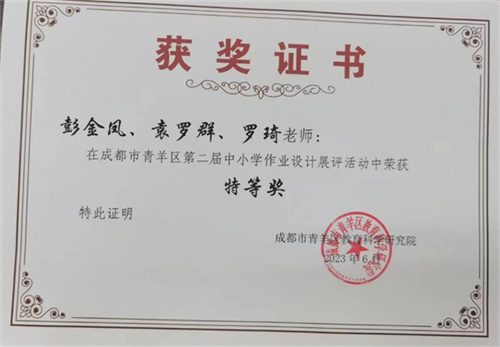 获奖证书
彭金凤、袁罗群、罗琦老师：
在成都市青羊区第二届中小学作业设计展评活动中荣获
特等奖
特此证明
成都市青羊区教育科学研究院
2023年6月